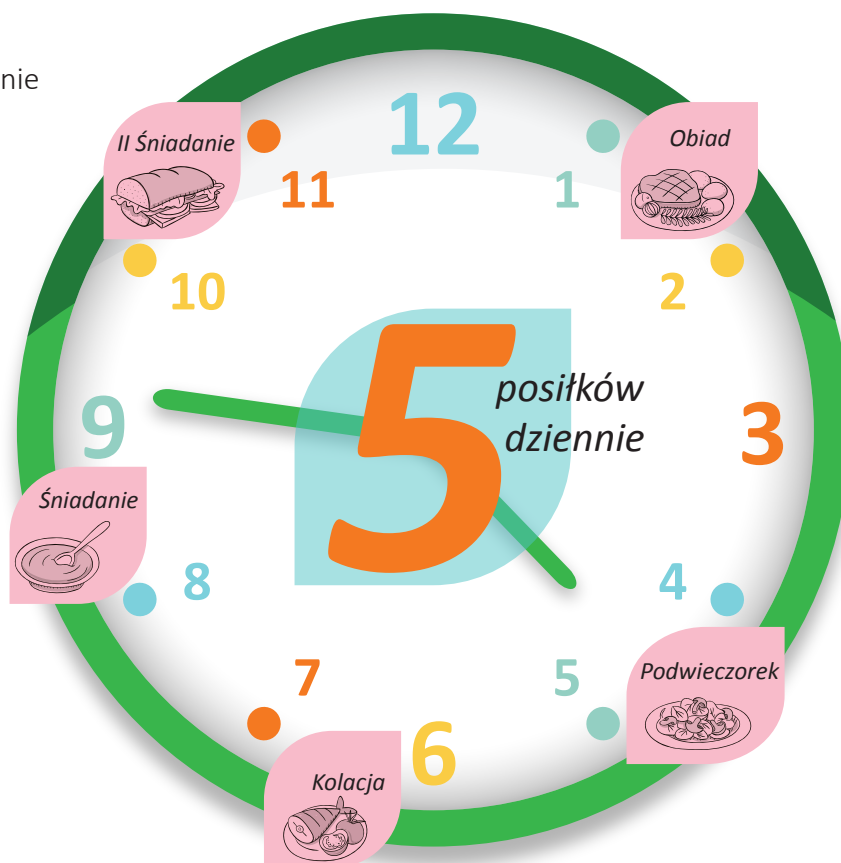 nie
12
II Śniadanie
Obiad
11
1
10
2
5 posiłków
dziennie
9
3
Śniadanie
8
4
7
5
Podwieczorek
6
Kolacja